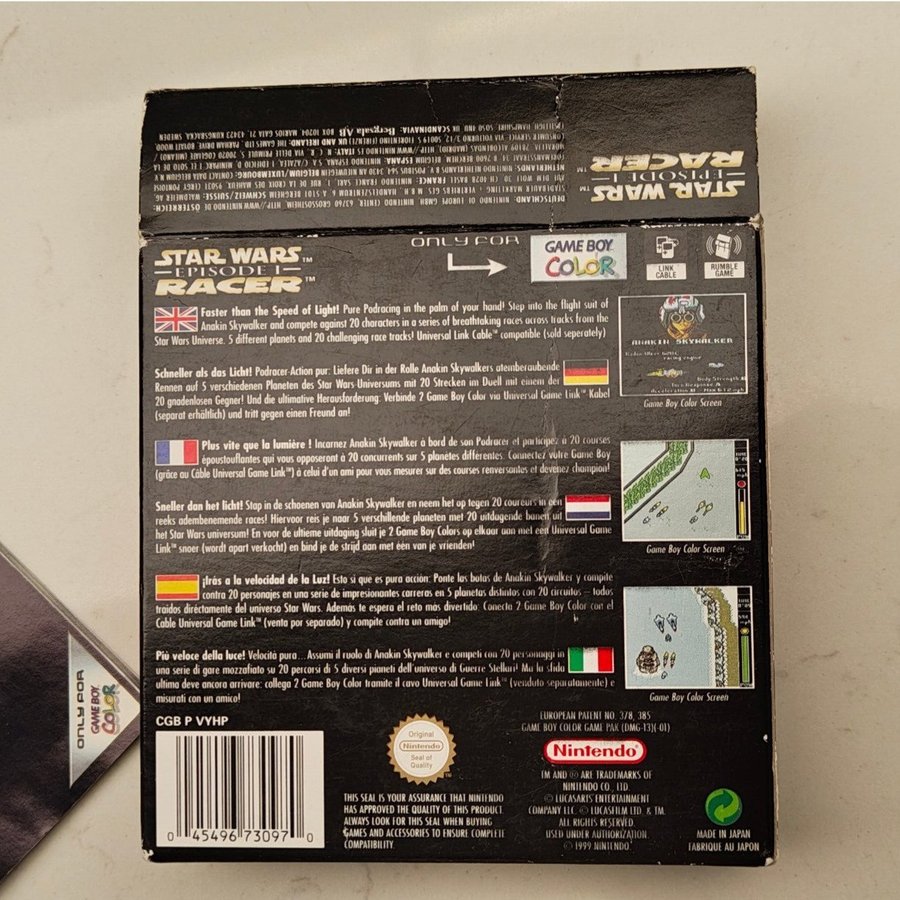 STAR WARS™
EPISODE I
RACER™
ONLY FOR
GAME BOY
COLOR
LINK
CABLE
RUMBLE
GAME
Faster than the Speed of Light! Pure Podracing in the palm of your hand! Step into the flight suit of
Anakin Skywalker and compete against 20 characters in a series of breathtaking races across tracks from the
Star Wars Universe. 5 different planets and 20 challenging race tracks! Universal Link Cable™ compatible (sold seperately)
ANAKIN SKYWALKER
Game Boy Color Screen
Schneller als das Licht! Podracer-Action pur: Liefere Dir in der Rolle Anakin Skywalkers atemberaubende
Rennen auf 5 verschiedenen Planeten des Star Wars-Universums mit 20 Strecken im Duell mit einem der
20 gnadenlosen Gegner! Und die ultimative Herausforderung: Verbinde 2 Game Boy Color via Universal Game Link™ Kabel
(separat erhältlich) und tritt gegen einen Freund an!
Plus vite que la lumière ! Incarnez Anakin Skywalker à bord de son Podracer et participez à 20 courses
époustouflantes qui vous opposeront à 20 concurrents sur 5 planetes différentes. Connectez votre Game Boy
(grâce au Câble Universal Game Link™) à celui d'un ami pour vous mesurer sur des courses renversantes et devenez champion!
Game Boy Color Screen
Sneller dan het licht! Stap in de schoenen van Anakin Skywalker en neem het op tegen 20 coureurs in een
reeks adembenemende races! Hiervoor reis je naar 5 verschillende planeten met 20 uitdagende banen uit
het Star Wars universum! En voor de ultieme uitdaging sluit je 2 Game Boy Colors op elkaar aan met een Universal Game
Link™ snoer (wordt apart verkocht) en bind je de strijd aan met één van je vrienden!
¡Irás a la velocidad de la Luz! Esto sí que es pura acción: Ponte las botas de Anakin Skywalker y compite
contra 20 personajes en una serie de impresionantes carreras en 5 planetas distintos con 20 circuitos – todos
traidos diréctamente del universo Star Wars. Además te espera el reto más divertido: Conecta 2 Game Boy Color con el
Cable Universal Game Link™ (venta por separado) y compite contra un amigo!
Più veloce della luce! Velocità pura... Assumi il ruolo di Anakin Skywalker e competi con 20 personaggi in
una serie di gare mozzafiato su 20 percorsi di 5 diversi pianeti dell'universo di Guerre Stellari! Ma la sfida
ultima deve ancora arrivare: collega 2 Game Boy Color tramite il cavo Universal Game Link™ (venduto separatamente) e
misurati con un amico!
Game Boy Color Screen
CGB P VYHP
0 45496 73097 0
Original
Nintendo
Seal of
Quality
THIS SEAL IS YOUR ASSURANCE THAT NINTENDO
HAS APPROVED THE QUALITY OF THIS PRODUCT.
ALWAYS LOOK FOR THIS SEAL WHEN BUYING
GAMES AND ACCESSORIES TO ENSURE COMPLETE
COMPATIBILITY.
EUROPEAN PATENT NO. 378, 385
GAME BOY COLOR GAME PAK (DMG-13)(-01)
Nintendo®
TM AND ® ARE TRADEMARKS OF
NINTENDO CO., LTD.
© LUCASARTS ENTERTAINMENT
COMPANY LLC. © LUCASFILM LTD. & TM.
ALL RIGHTS RESERVED.
USED UNDER AUTHORIZATION.
© 1999 NINTENDO
MADE IN JAPAN
FABRIQUE AU JAPON
ONLY FOR
GAME BOY
COLOR
STAR WARS
EPISODE I
RACER™